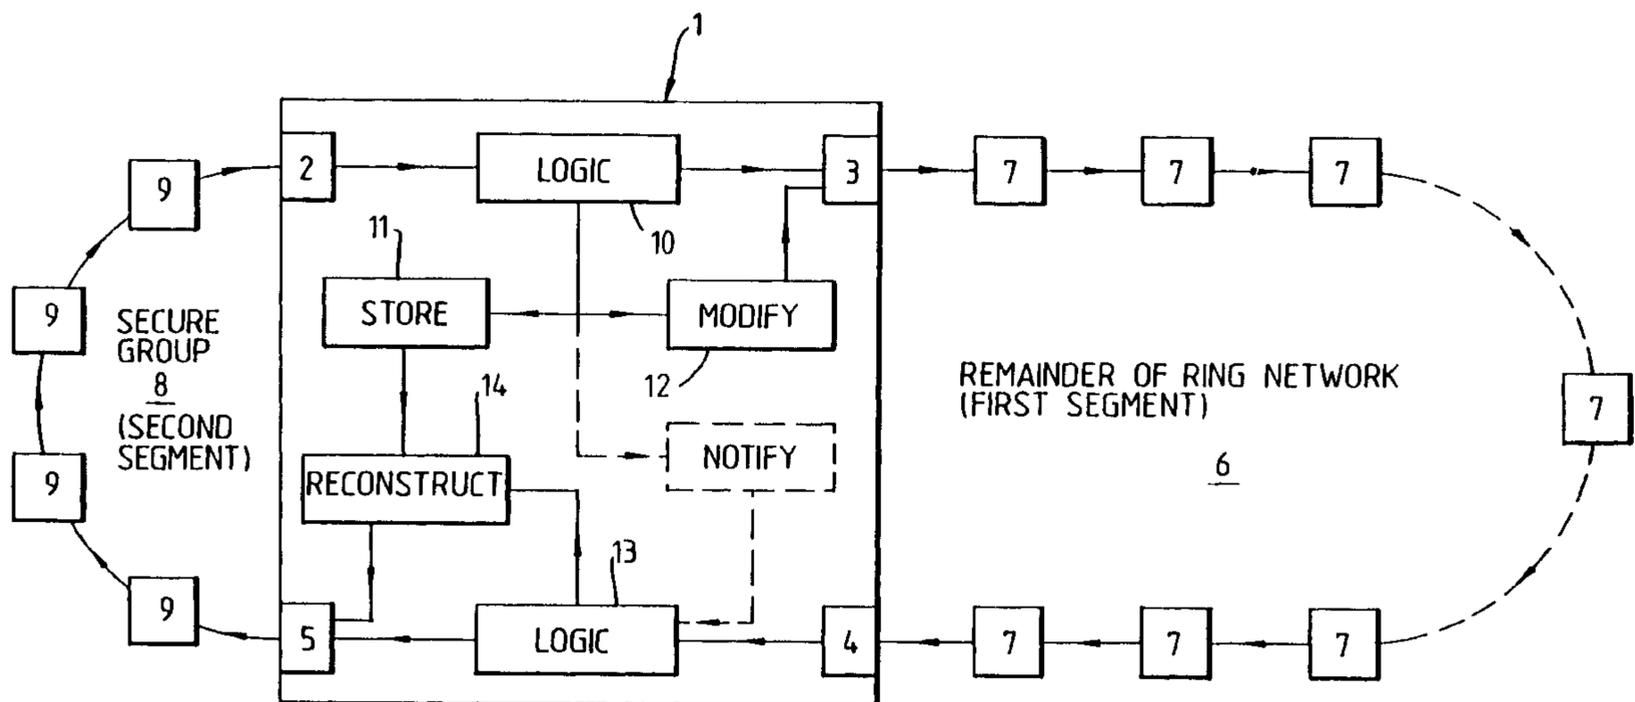 1
2
LOGIC
3
7
7
7
9
10
11
9
SECURE
GROUP
8
(SECOND
SEGMENT)
STORE
MODIFY
12
14
REMAINDER OF RING NETWORK
(FIRST SEGMENT)
6
7
9
RECONSTRUCT
NOTIFY
13
9
5
LOGIC
4
7
7
7